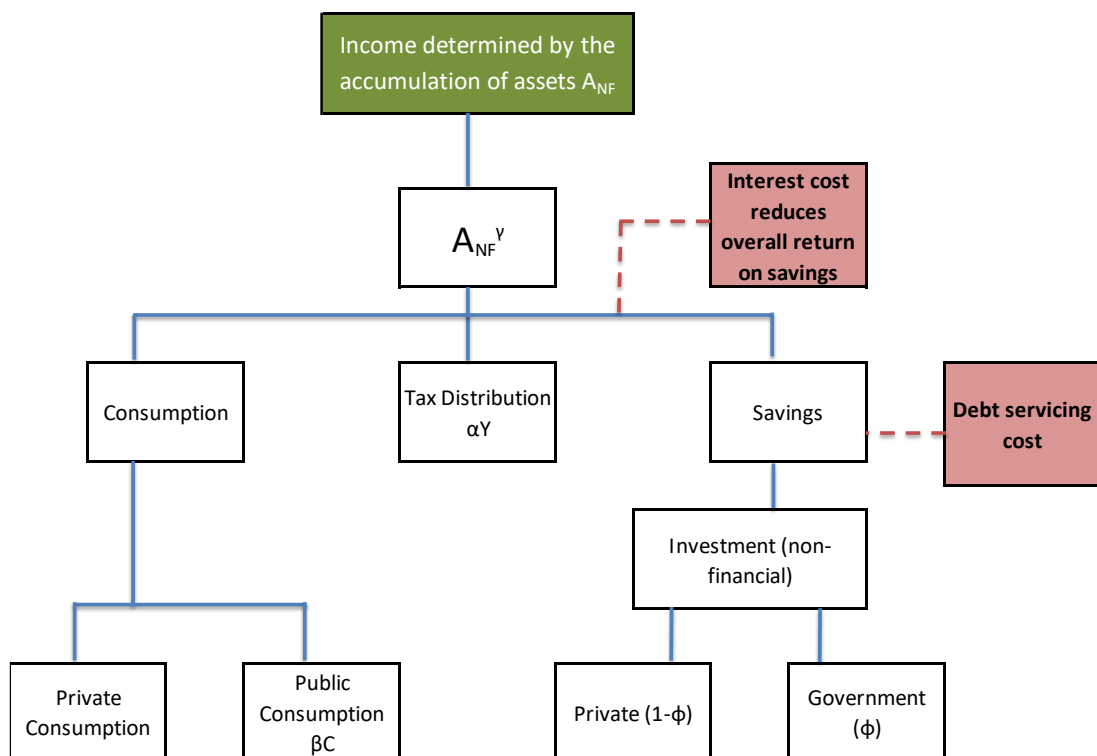 Income determined by the
accumulation of assets A_NF
Interest cost
reduces
overall return
on savings
A_NF^γ
Consumption
Tax Distribution
αY
Savings
Debt servicing
cost
Investment (non-
financial)
Private
Consumption
Public
Consumption
βC
Private (1-ϕ)
Government
(ϕ)